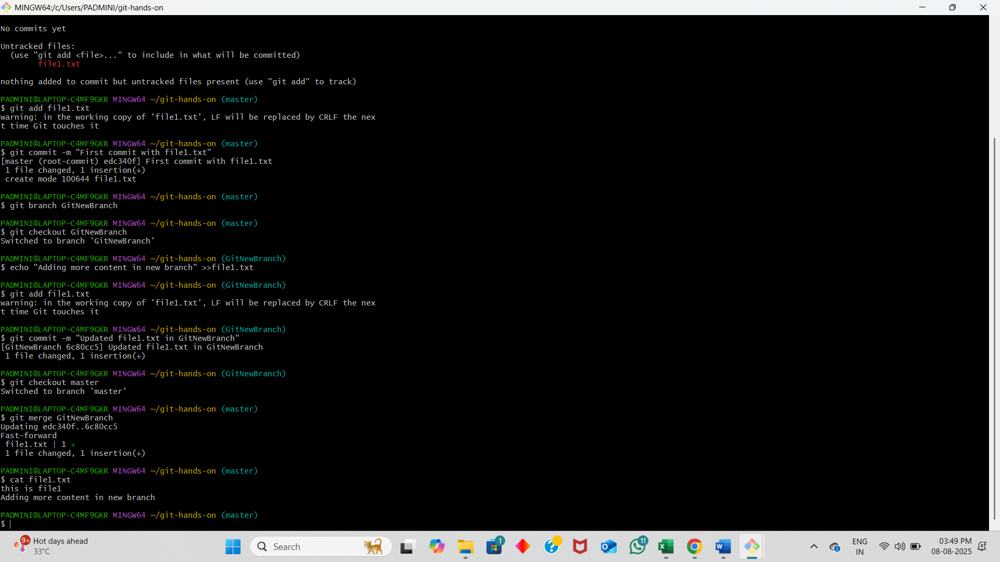 MINGW64:/c/Users/PADMINI/git-hands-on
No commits yet
Untracked files:
  (use "git add <file>..." to include in what will be committed)
        file1.txt
nothing added to commit but untracked files present (use "git add" to track)
PADMINI@LAPTOP-C4MF9GKR MINGW64 ~/git-hands-on (master)
$ git add file1.txt
warning: in the working copy of 'file1.txt', LF will be replaced by CRLF the nex
t time Git touches it
PADMINI@LAPTOP-C4MF9GKR MINGW64 ~/git-hands-on (master)
$ git commit -m "First commit with file1.txt"
[master (root-commit) edc340f] First commit with file1.txt
 1 file changed, 1 insertion(+)
 create mode 100644 file1.txt
PADMINI@LAPTOP-C4MF9GKR MINGW64 ~/git-hands-on (master)
$ git branch GitNewBranch
PADMINI@LAPTOP-C4MF9GKR MINGW64 ~/git-hands-on (master)
$ git checkout GitNewBranch
Switched to branch 'GitNewBranch'
PADMINI@LAPTOP-C4MF9GKR MINGW64 ~/git-hands-on (GitNewBranch)
$ echo "Adding more content in new branch" >>file1.txt
PADMINI@LAPTOP-C4MF9GKR MINGW64 ~/git-hands-on (GitNewBranch)
$ git add file1.txt
warning: in the working copy of 'file1.txt', LF will be replaced by CRLF the nex
t time Git touches it
PADMINI@LAPTOP-C4MF9GKR MINGW64 ~/git-hands-on (GitNewBranch)
$ git commit -m "Updated file1.txt in GitNewBranch"
[GitNewBranch 6c80cc5] Updated file1.txt in GitNewBranch
 1 file changed, 1 insertion(+)
PADMINI@LAPTOP-C4MF9GKR MINGW64 ~/git-hands-on (GitNewBranch)
$ git checkout master
Switched to branch 'master'
PADMINI@LAPTOP-C4MF9GKR MINGW64 ~/git-hands-on (master)
$ git merge GitNewBranch
Updating edc340f..6c80cc5
Fast-forward
 file1.txt | 1 +
 1 file changed, 1 insertion(+)
PADMINI@LAPTOP-C4MF9GKR MINGW64 ~/git-hands-on (master)
$ cat file1.txt
this is file1
Adding more content in new branch
PADMINI@LAPTOP-C4MF9GKR MINGW64 ~/git-hands-on (master)
$
9+ Hot days ahead
33°C
Search
1
11
ENG
IN
03:49 PM
08-08-2025